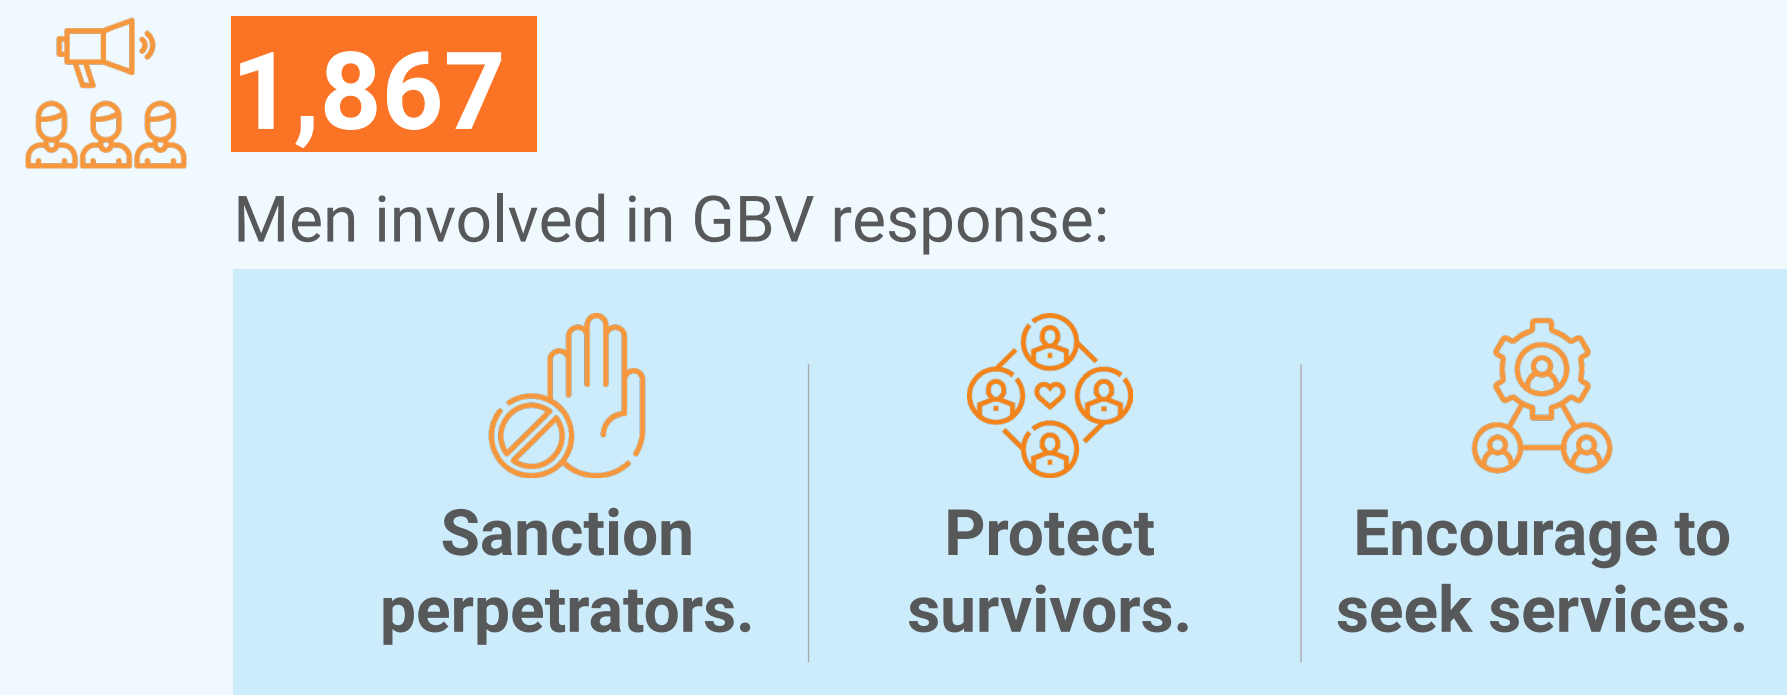 1,867
Men involved in GBV response:
Sanction
perpetrators.
Protect
survivors.
Encourage to
seek services.